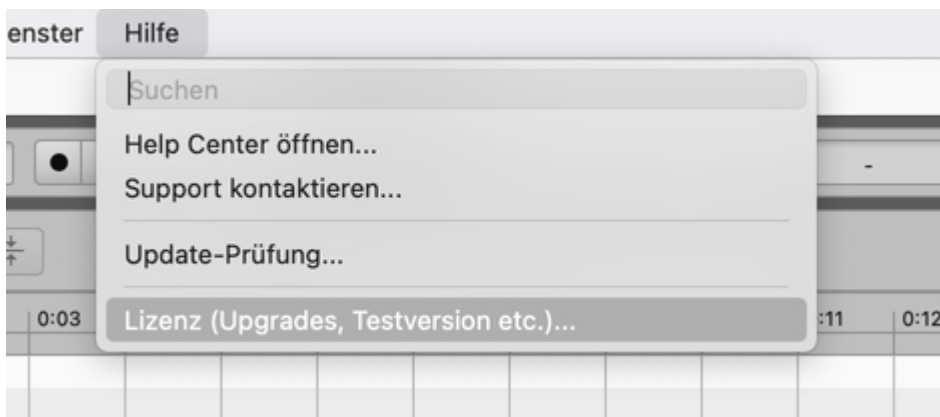 enster Hilfe
Suchen
Help Center öffnen...
Support kontaktieren...
-
Update-Prüfung...
Lizenz (Upgrades, Testversion etc.)...
0:03 :11 0:12